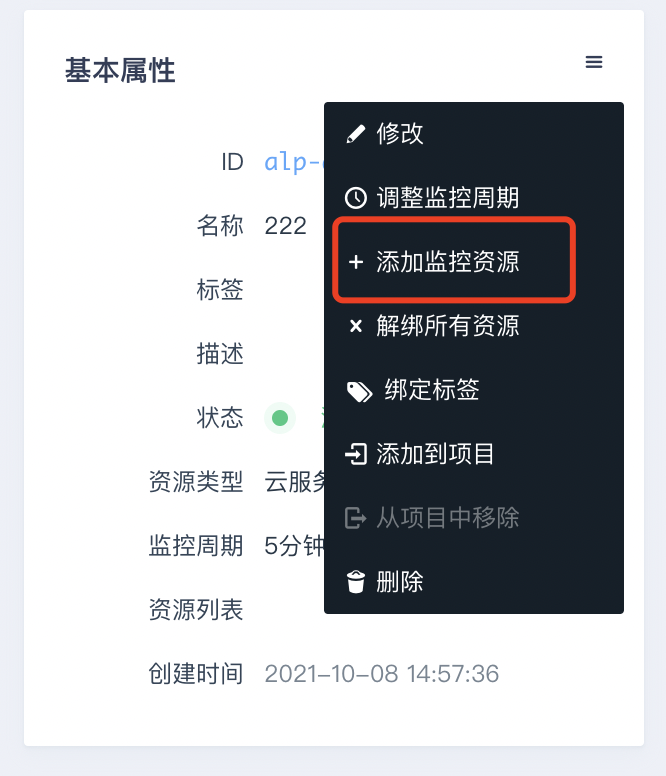 基本属性
修改
ID alp-
调整监控周期
名称 222
添加监控资源
标签
解绑所有资源
描述
绑定标签
状态
添加到项目
资源类型 云服务
从项目中移除
监控周期 5分钟
删除
资源列表
创建时间 2021-10-08 14:57:36